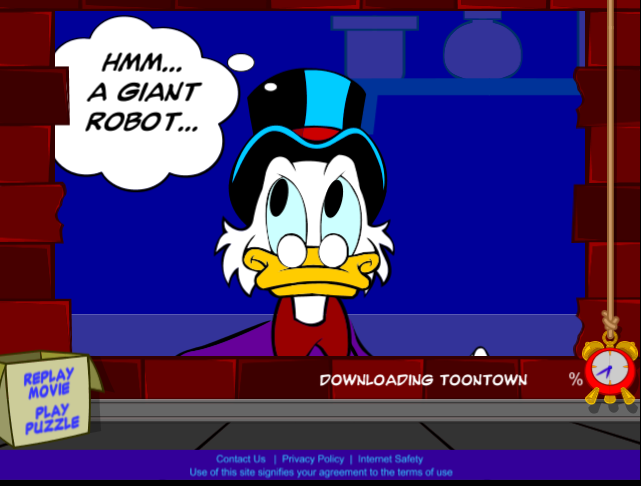 HMM...
A GIANT
ROBOT...
DOWNLOADING TOONTOWN %
REPLAY
MOVIE
PLAY
PUZZLE
Contact Us | Privacy Policy | Internet Safety
Use of this site signifies your agreement to the terms of use